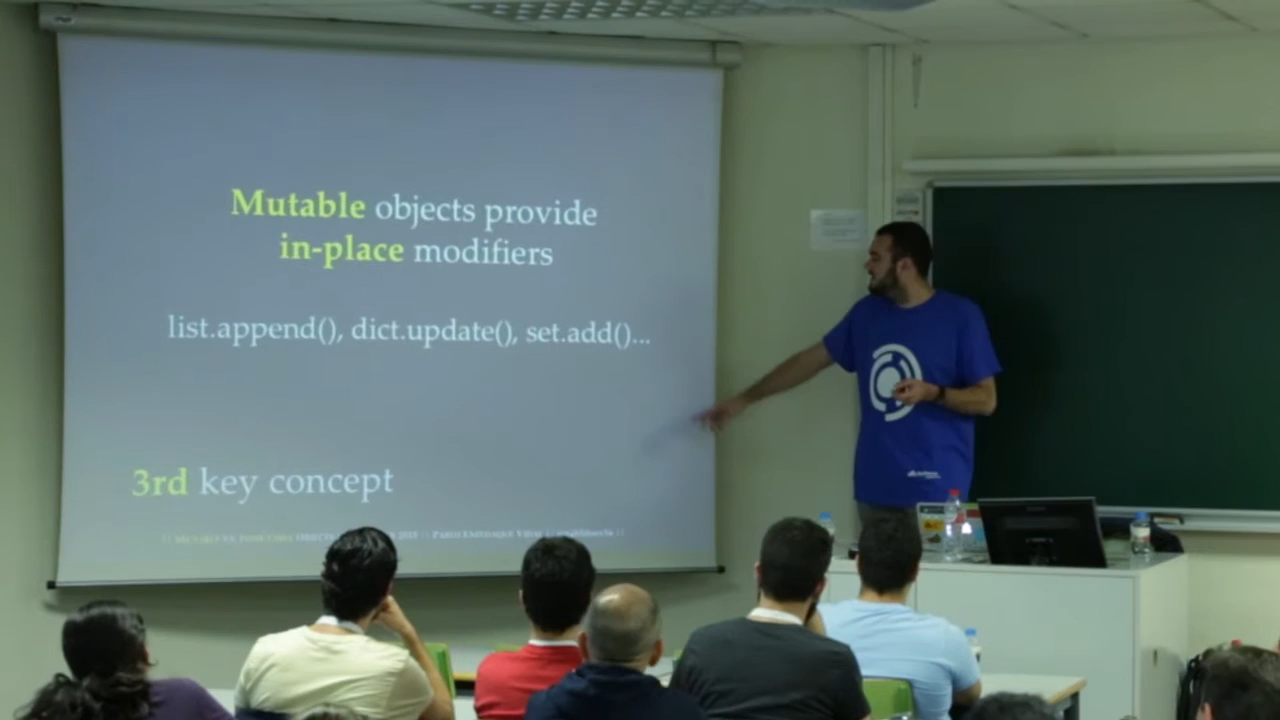 Mutable objects provide
in-place modifiers
list.append(), dict.update(), set.add()...
3rd key concept